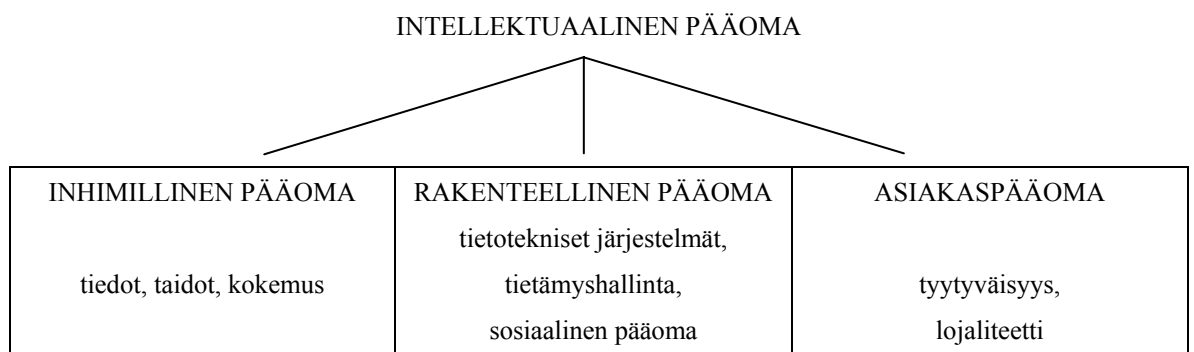 INTELLEKTUAALINEN PÄÄOMA
INHIMILLINEN PÄÄOMA
tiedot, taidot, kokemus
RAKENTEELLINEN PÄÄOMA
tietotekniset järjestelmät,
tietämyshallinta,
sosiaalinen pääoma
ASIAKASPÄÄOMA
tyytyväisyys,
lojaliteetti